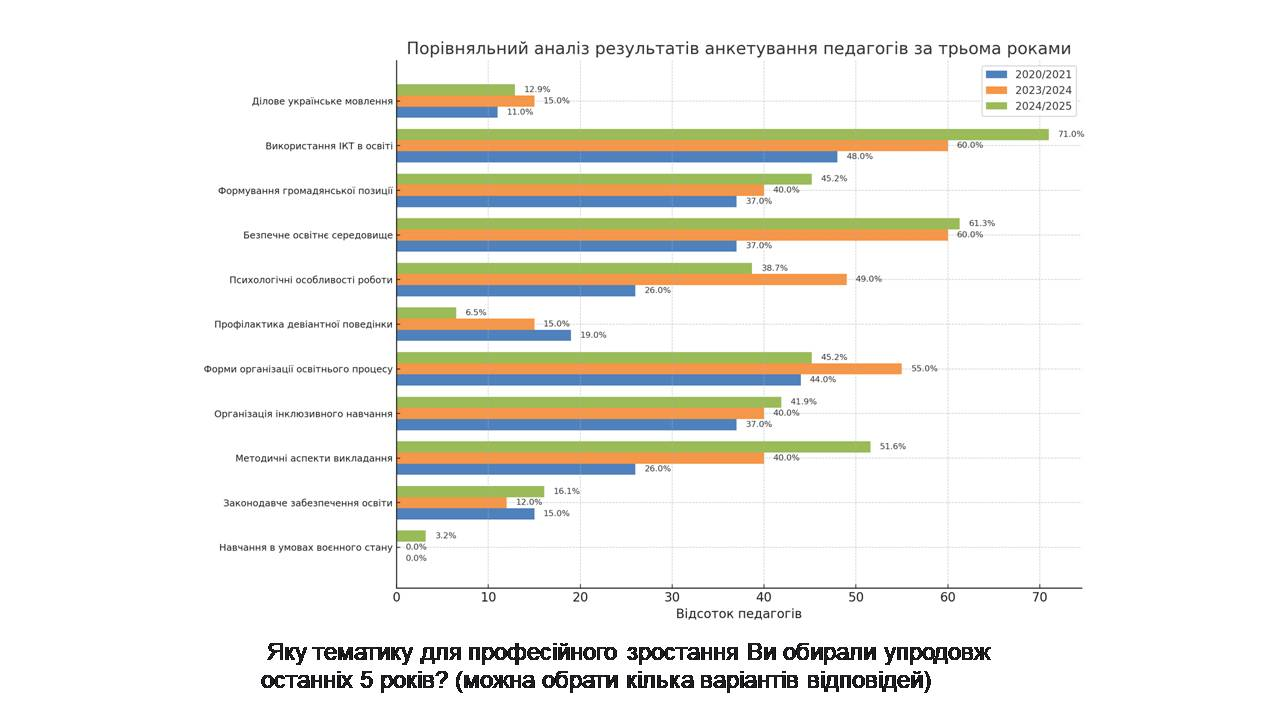 Порівняльний аналіз результатів анкетування педагогів за трьома роками
2020/2021
2023/2024
2024/2025
Ділове українське мовлення
12.9%
15.0%
11.0%
Використання ІКТ в освіті
71.0%
60.0%
48.0%
Формування громадянської позиції
45.2%
40.0%
37.0%
Безпечне освітнє середовище
61.3%
60.0%
37.0%
Психологічні особливості роботи
38.7%
49.0%
26.0%
Профілактика девіантної поведінки
6.5%
15.0%
19.0%
Форми організації освітнього процесу
45.2%
55.0%
44.0%
Організація інклюзивного навчання
41.9%
40.0%
37.0%
Методичні аспекти викладання
51.6%
40.0%
26.0%
Законодавче забезпечення освіти
16.1%
12.0%
15.0%
Навчання в умовах воєнного стану
3.2%
0.0%
0.0%
0 10 20 30 40 50 60 70
Відсоток педагогів
Яку тематику для професійного зростання Ви обирали упродовж
останніх 5 років? (можна обрати кілька варіантів відповідей)